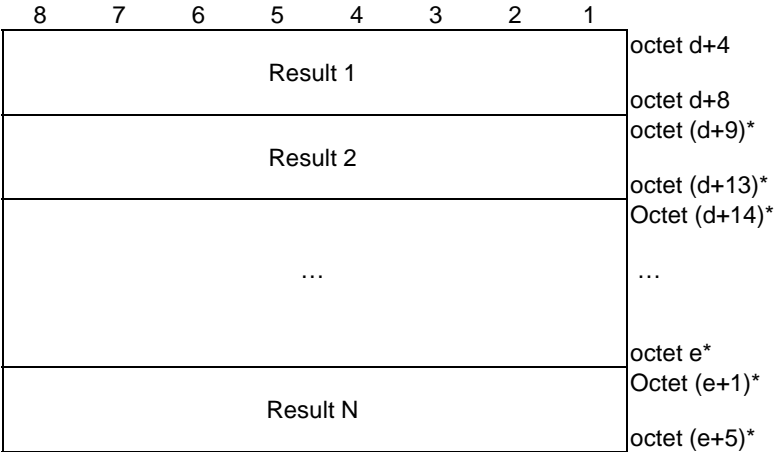 8 7 6 5 4 3 2 1
octet d+4
Result 1
octet d+8
octet (d+9)*
Result 2
octet (d+13)*
Octet (d+14)*
… …
octet e*
Octet (e+1)*
Result N
octet (e+5)*